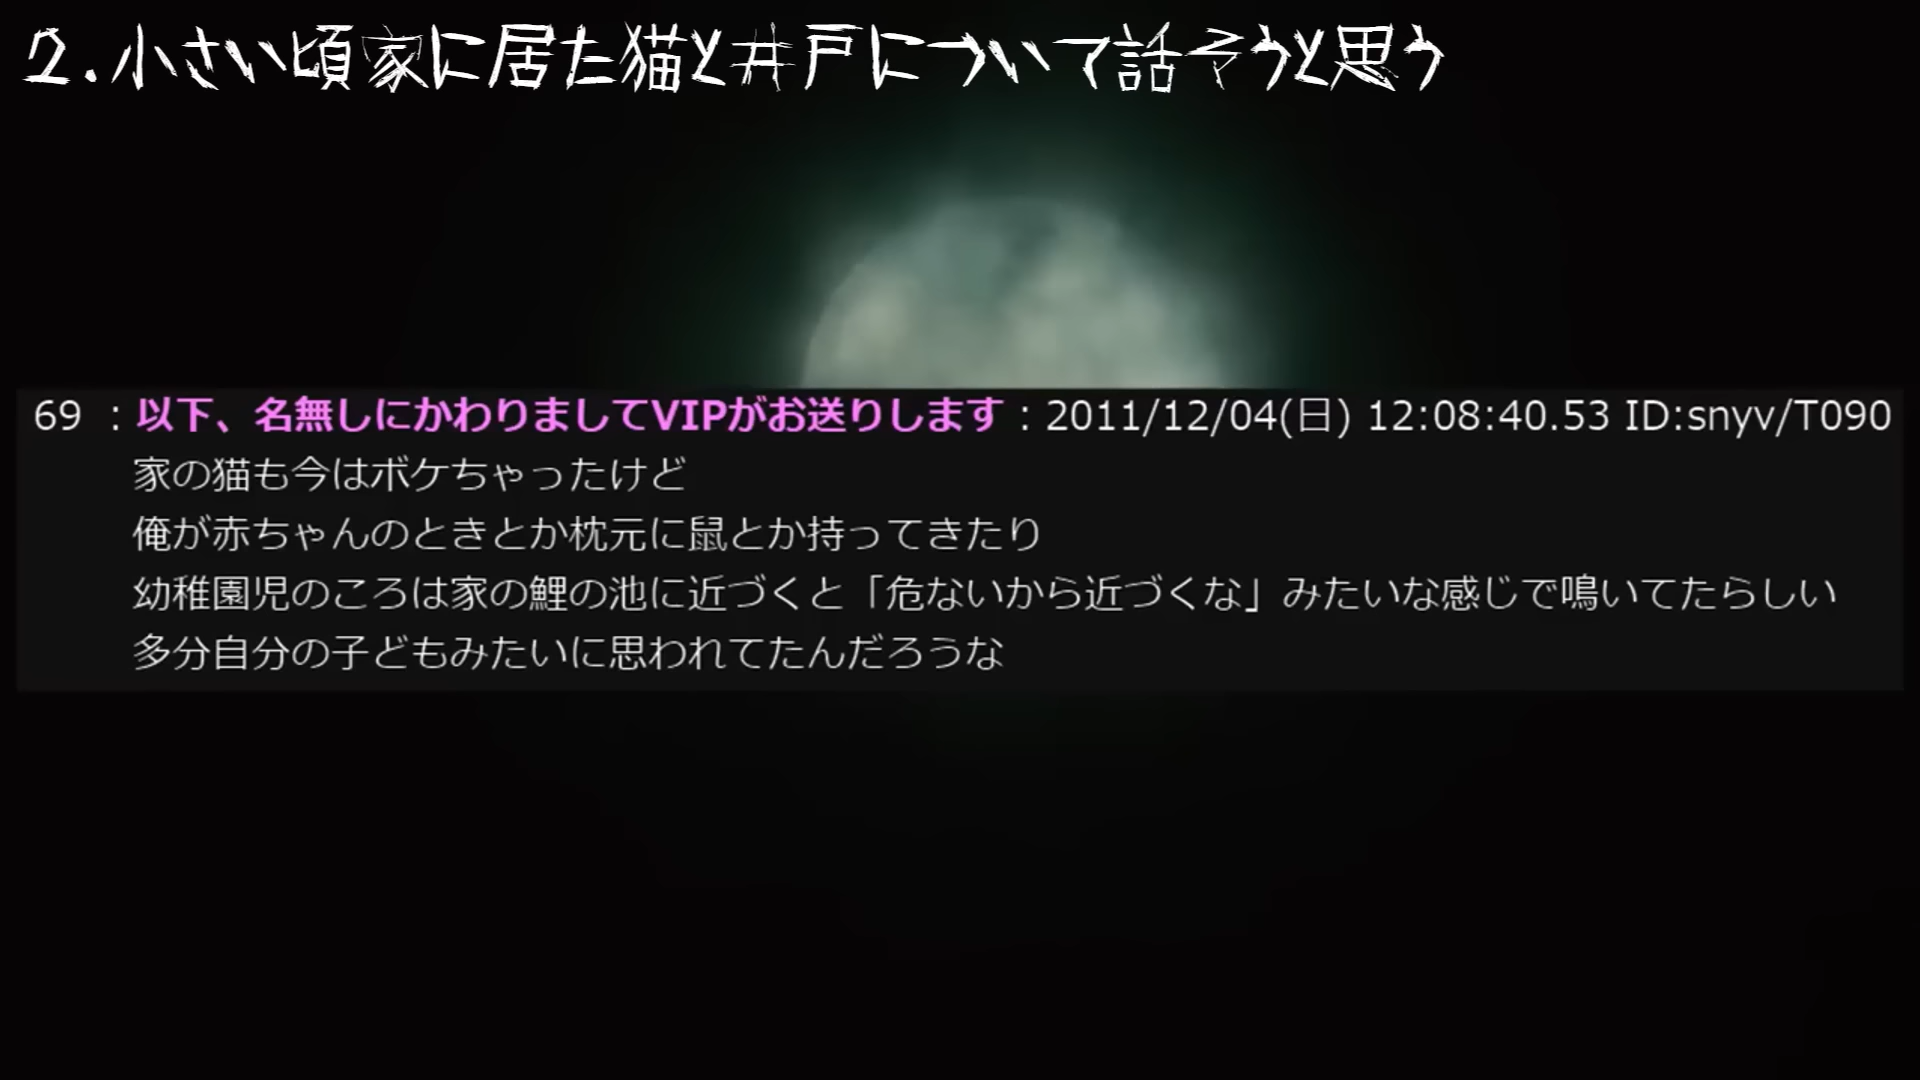 2.小さい頃家に居た猫と井戸について話そうと思う
69 ：以下、名無しにかわりましてVIPがお送りします：2011/12/04(日) 12:08:40.53 ID:snyv/T090
家の猫も今はボケちゃったけど
俺が赤ちゃんのときとか枕元に鼠とか持ってきたり
幼稚園児のころは家の鯉の池に近づくと「危ないから近づくな」みたいな感じで鳴いてたらしい
多分自分の子どもみたいに思われてたんだろうな